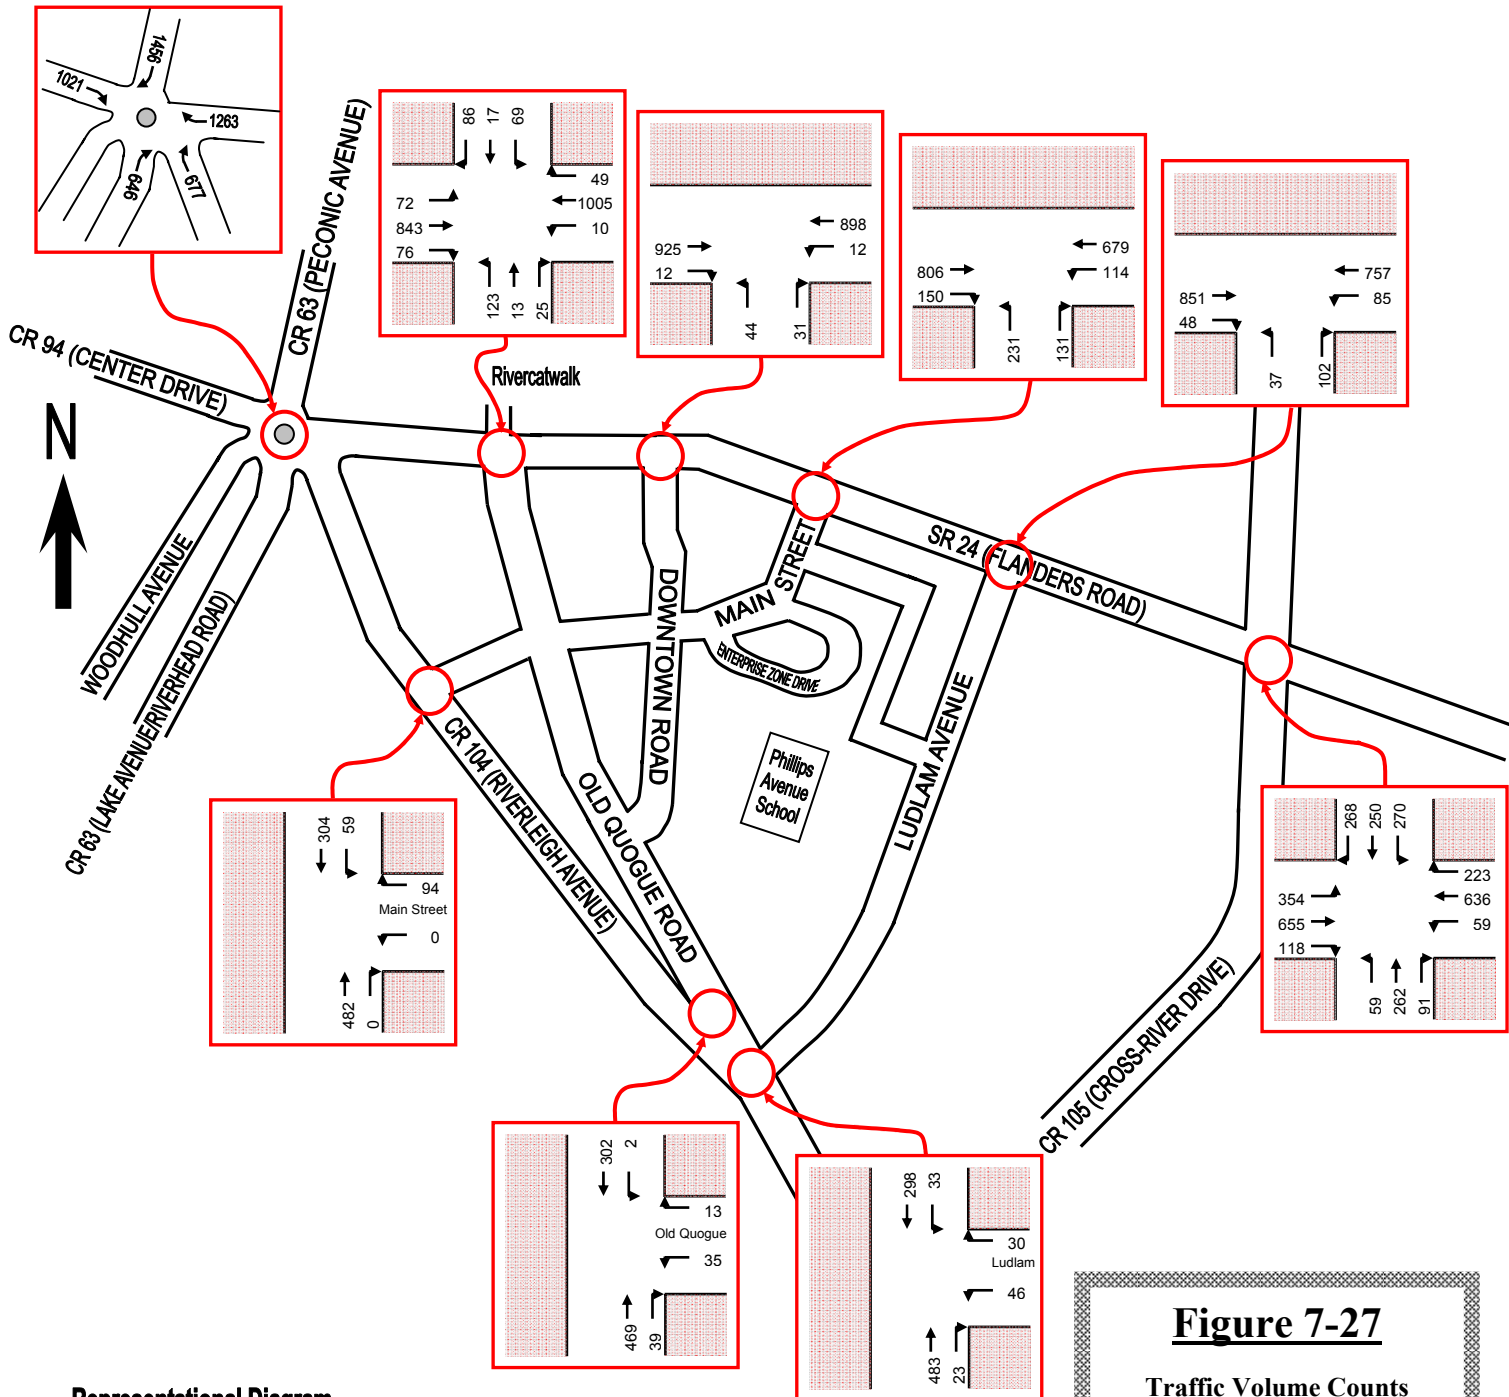 1456
1021
1263
646
677
86 17 69
49
72
1005
843
10
76
123 13 25
898
925
12
12
44 31
679
806
114
150
231 131
757
851
85
48
37 102
CR 63 (PECONIC AVENUE)
CR 94 (CENTER DRIVE)
Rivercatwalk
N
SR 24 (FLANDERS ROAD)
MAIN STREET
DOWNTOWN ROAD
ENTERPRISE ZONE DRIVE
WOODHULL AVENUE
CR 63 (LAKE AVENUE/RIVERHEAD ROAD)
CR 104 (RIVERLEIGH AVENUE)
OLD QUOGUE ROAD
LUDLAM AVENUE
Phillips
Avenue
School
CR 105 (CROSS-RIVER DRIVE)
304 59
94
Main Street
0
482 0
268 250 270
223
354
636
655
59
118
59 262 91
302 2
13
Old Quogue
35
469 39
298 33
30
Ludlam
46
483 23
Figure 7-27
Traffic Volume Counts
Representational Diagram